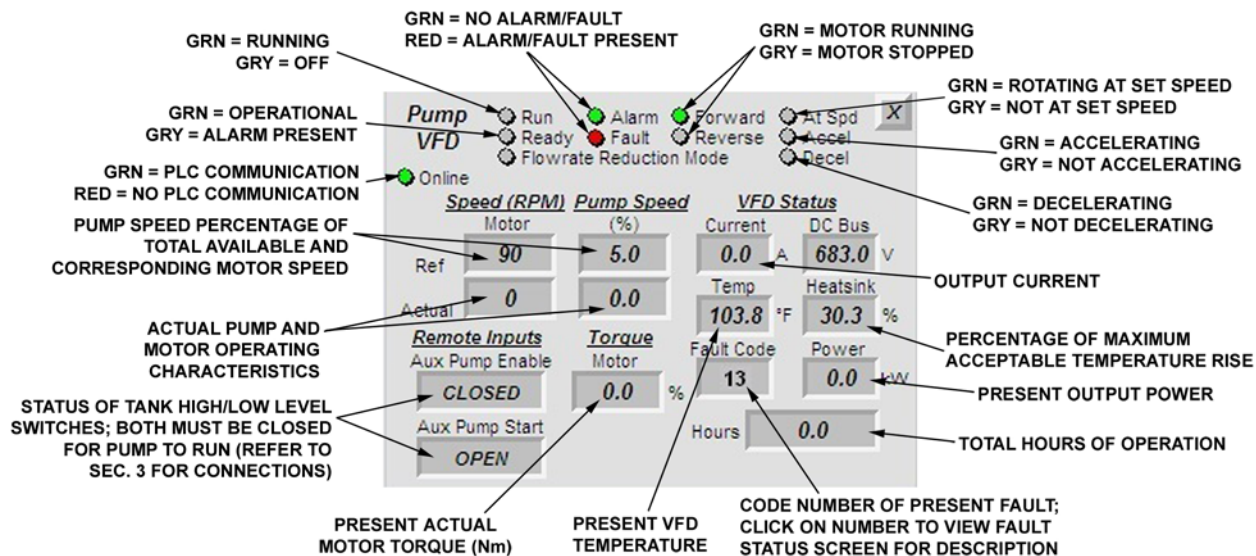 GRN = NO ALARM/FAULT
RED = ALARM/FAULT PRESENT
GRN = RUNNING
GRY = OFF
GRN = MOTOR RUNNING
GRY = MOTOR STOPPED
GRN = OPERATIONAL
GRY = ALARM PRESENT
GRN = ROTATING AT SET SPEED
GRY = NOT AT SET SPEED
GRN = PLC COMMUNICATION
RED = NO PLC COMMUNICATION
GRN = ACCELERATING
GRY = NOT ACCELERATING
PUMP SPEED PERCENTAGE OF
TOTAL AVAILABLE AND
CORRESPONDING MOTOR SPEED
GRN = DECELERATING
GRY = NOT DECELERATING
ACTUAL PUMP AND
MOTOR OPERATING
CHARACTERISTICS
OUTPUT CURRENT
STATUS OF TANK HIGH/LOW LEVEL
SWITCHES; BOTH MUST BE CLOSED
FOR PUMP TO RUN (REFER TO
SEC. 3 FOR CONNECTIONS)
PERCENTAGE OF MAXIMUM
ACCEPTABLE TEMPERATURE RISE
PRESENT OUTPUT POWER
TOTAL HOURS OF OPERATION
Pump
VFD
Run Alarm Forward At Spd X
Ready Fault Reverse Accel
Flowrate Reduction Mode Decel
Online
Speed (RPM) Pump Speed VFD Status
Motor (%) Current DC Bus
Ref 90 5.0 0.0 A 683.0 V
Temp Heatsink
Actual 0 0.0 103.8 °F 30.3 %
Remote Inputs Torque
Aux Pump Enable Motor Fault Code Power
CLOSED 0.0 % 13 0.0 kW
Aux Pump Start
OPEN
Hours 0.0
PRESENT ACTUAL
MOTOR TORQUE (Nm)
PRESENT VFD
TEMPERATURE
CODE NUMBER OF PRESENT FAULT;
CLICK ON NUMBER TO VIEW FAULT
STATUS SCREEN FOR DESCRIPTION